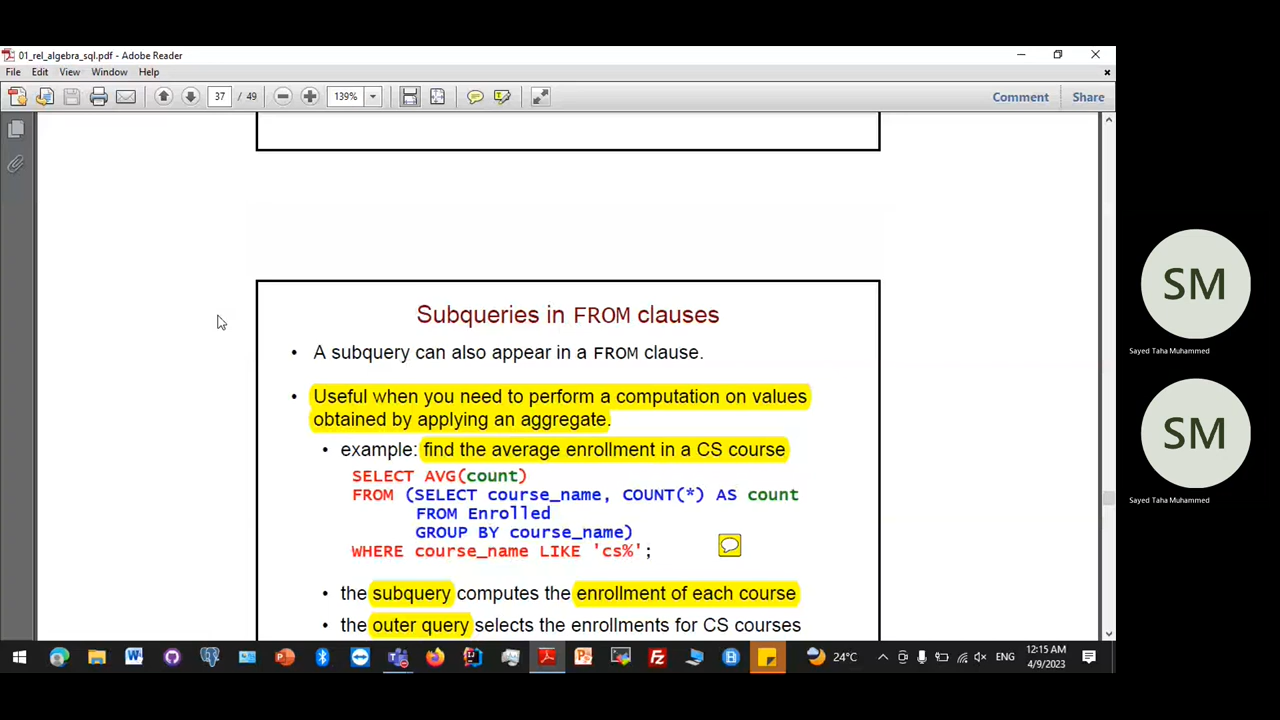 01_rel_algebra_sql.pdf - Adobe Reader
File Edit View Window Help
37 / 49
139%
Comment Share
Subqueries in FROM clauses
• A subquery can also appear in a FROM clause.
• Useful when you need to perform a computation on values
obtained by applying an aggregate.
• example: find the average enrollment in a CS course
SELECT AVG(count)
FROM (SELECT course_name, COUNT(*) AS count
FROM Enrolled
GROUP BY course_name)
WHERE course_name LIKE 'cs%';
• the subquery computes the enrollment of each course
• the outer query selects the enrollments for CS courses
SM
Sayed Taha Muhammed
SM
Sayed Taha Muhammed
24°C
ENG
12:15 AM
4/9/2023